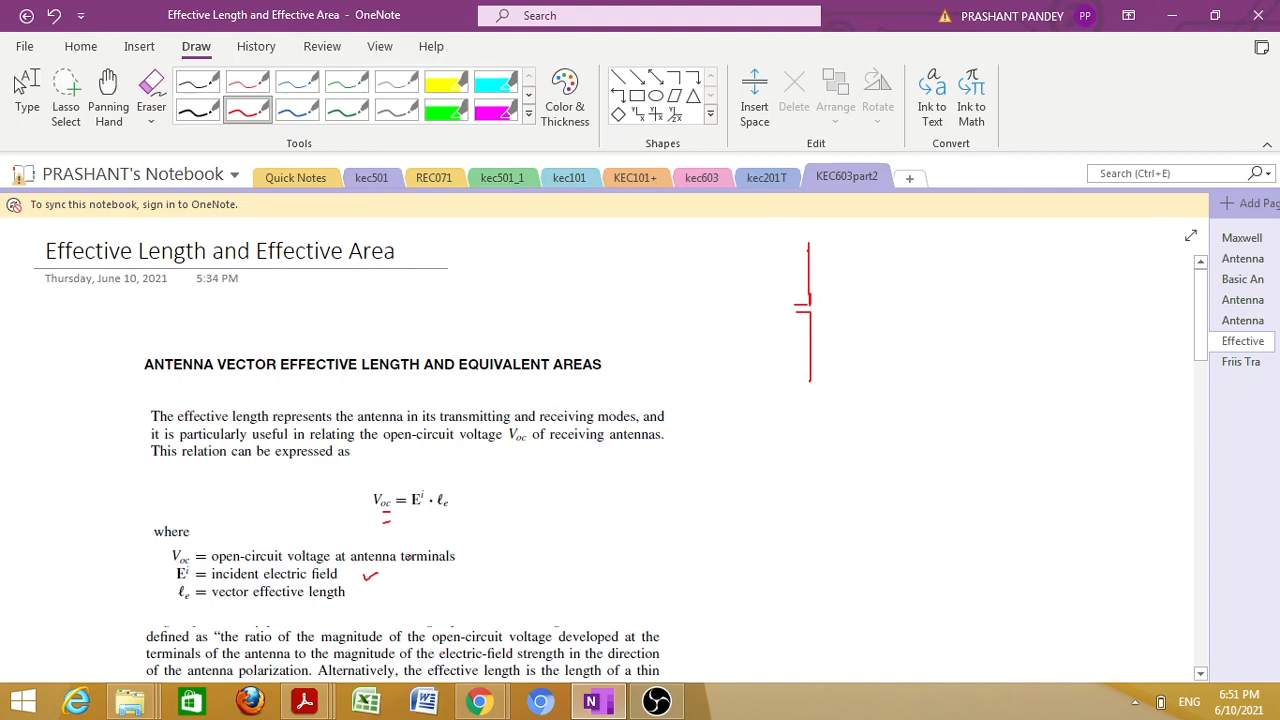 Effective Length and Effective Area - OneNote
Search
PRASHANT PANDEY
PP
File
Home
Insert
Draw
History
Review
View
Help
Type
Lasso Select
Panning Hand
Eraser
Color & Thickness
Insert Space
Delete
Arrange
Rotate
Ink to Text
Ink to Math
Tools
Shapes
Edit
Convert
PRASHANT's Notebook
Quick Notes
kec501
REC071
kec501_1
kec101
KEC101+
kec603
kec201T
KEC603part2
Search (Ctrl+E)
To sync this notebook, sign in to OneNote.
Add Pag
Effective Length and Effective Area
Thursday, June 10, 2021 5:34 PM
Maxwell
Antenna
Basic An
Antenna
Antenna
Effective
Friis Tra
ANTENNA VECTOR EFFECTIVE LENGTH AND EQUIVALENT AREAS
The effective length represents the antenna in its transmitting and receiving modes, and
it is particularly useful in relating the open-circuit voltage Voc of receiving antennas.
This relation can be expressed as
Voc = Eⁱ · ℓe
where
Voc = open-circuit voltage at antenna terminals
Eⁱ = incident electric field
ℓe = vector effective length
defined as “the ratio of the magnitude of the open-circuit voltage developed at the
terminals of the antenna to the magnitude of the electric-field strength in the direction
of the antenna polarization. Alternatively, the effective length is the length of a thin
ENG
6:51 PM
6/10/2021